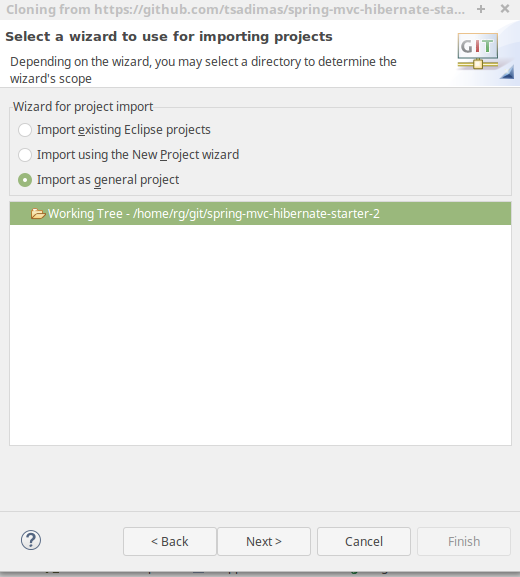 Cloning from https://github.com/tsadimas/spring-mvc-hibernate-sta...
Select a wizard to use for importing projects
GIT
Depending on the wizard, you may select a directory to determine the
wizard's scope
Wizard for project import
Import existing Eclipse projects
Import using the New Project wizard
Import as general project
Working Tree - /home/rg/git/spring-mvc-hibernate-starter-2
?
< Back
Next >
Cancel
Finish